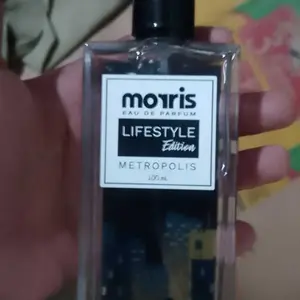 morris
EAU DE PARFUM
LIFESTYLE
Edition
METROPOLIS
100 mL